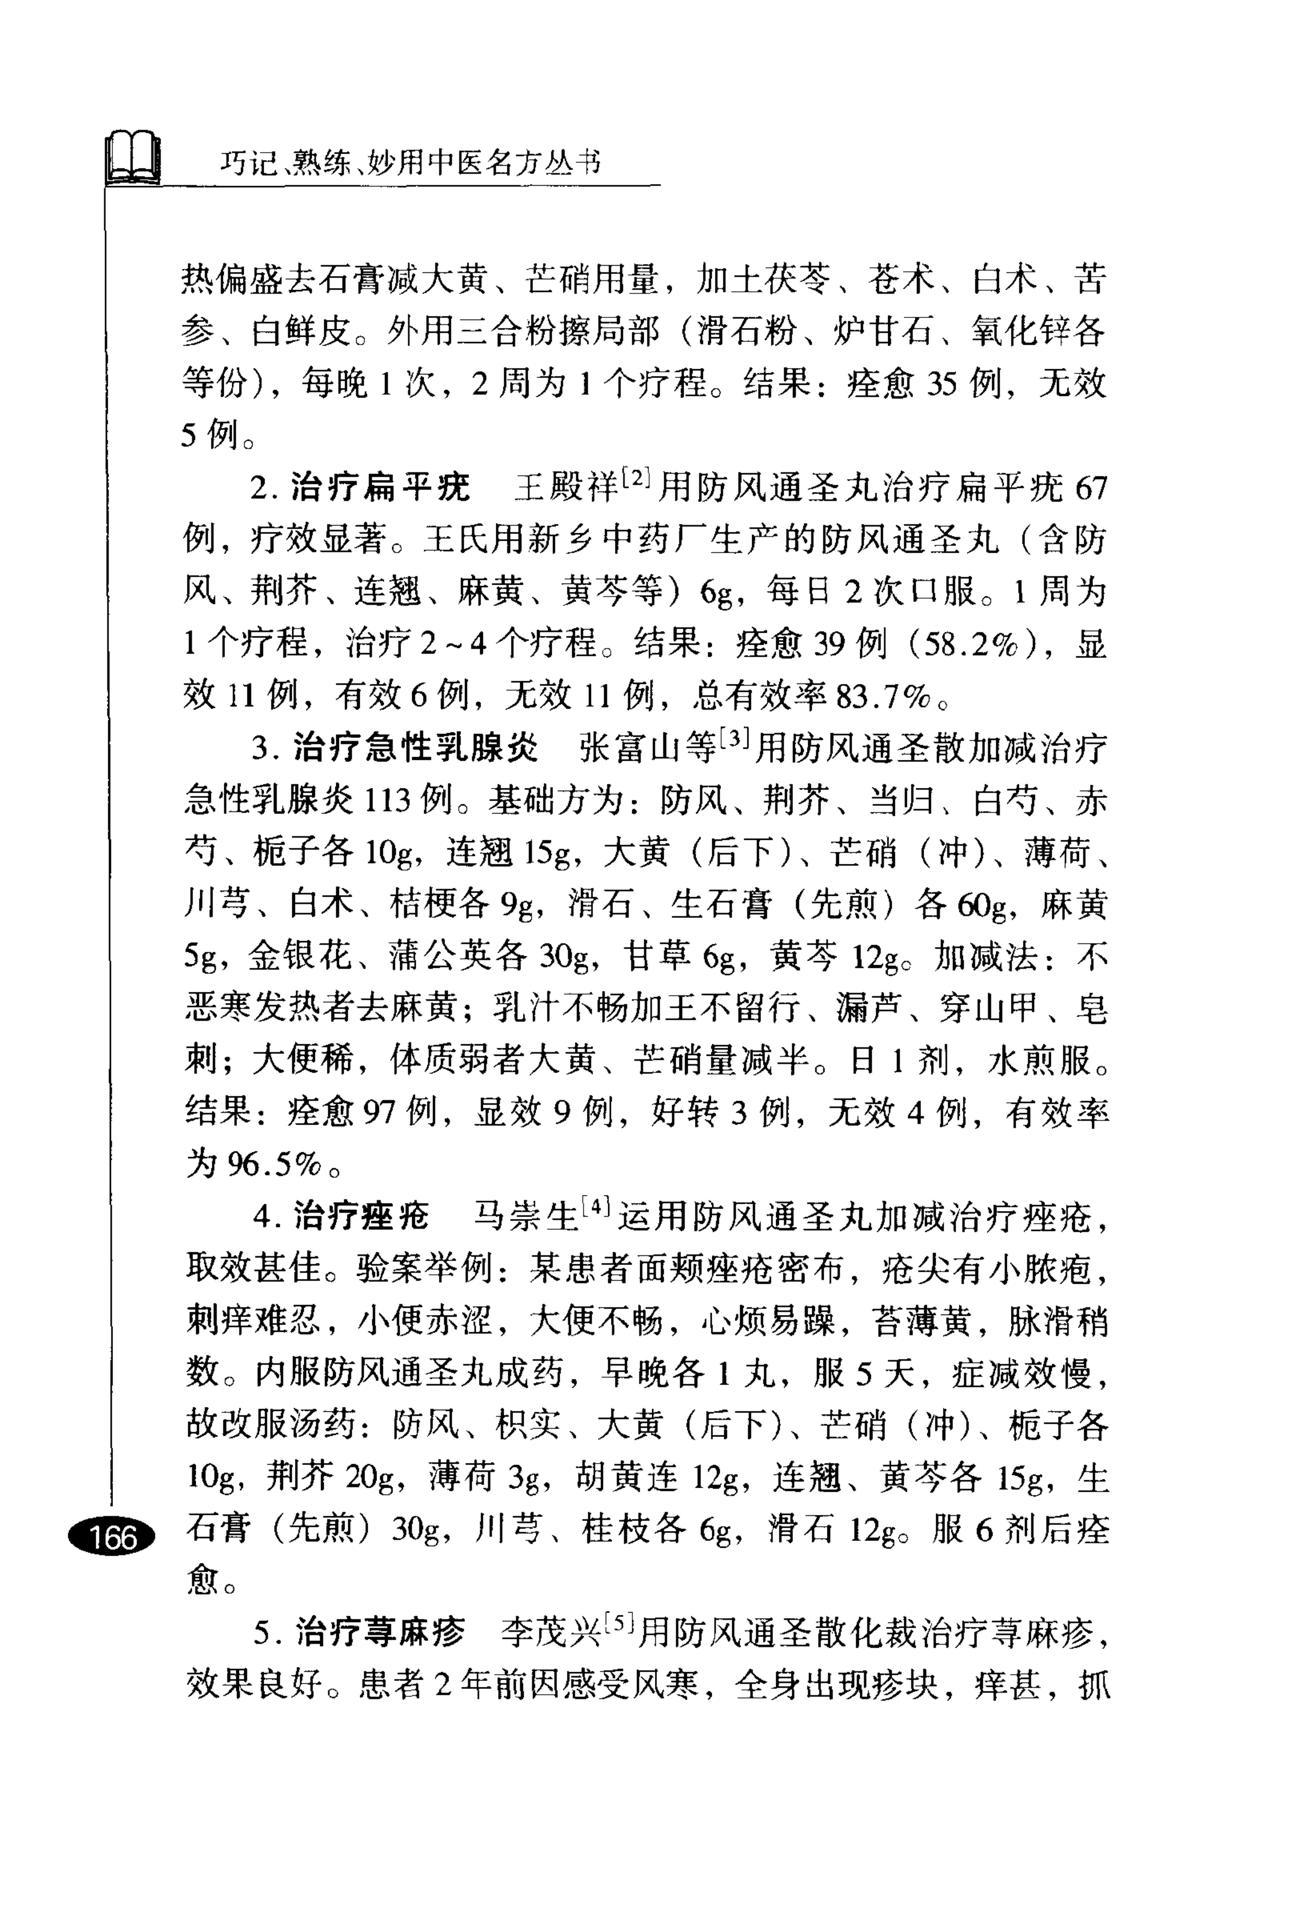 巧记、熟练、妙用中医名方丛书
热偏盛去石膏减大黄、芒硝用量，加土茯苓、苍术、白术、苦
参、白鲜皮。外用三合粉擦局部（滑石粉、炉甘石、氧化锌各
等份），每晚 1 次，2 周为 1 个疗程。结果：痊愈 35 例，无效
5 例。
2. 治疗扁平疣　王殿祥[2]用防风通圣丸治疗扁平疣 67
例，疗效显著。王氏用新乡中药厂生产的防风通圣丸（含防
风、荆芥、连翘、麻黄、黄芩等）6g，每日 2 次口服。1 周为
1 个疗程，治疗 2～4 个疗程。结果：痊愈 39 例（58.2%），显
效 11 例，有效 6 例，无效 11 例，总有效率 83.7%。
3. 治疗急性乳腺炎　张富山等[3]用防风通圣散加减治疗
急性乳腺炎 113 例。基础方为：防风、荆芥、当归、白芍、赤
芍、栀子各 10g，连翘 15g，大黄（后下）、芒硝（冲）、薄荷、
川芎、白术、桔梗各 9g，滑石、生石膏（先煎）各 60g，麻黄
5g，金银花、蒲公英各 30g，甘草 6g，黄芩 12g。加减法：不
恶寒发热者去麻黄；乳汁不畅加王不留行、漏芦、穿山甲、皂
刺；大便稀，体质弱者大黄、芒硝量减半。日 1 剂，水煎服。
结果：痊愈 97 例，显效 9 例，好转 3 例，无效 4 例，有效率
为 96.5%。
4. 治疗痤疮　马崇生[4]运用防风通圣丸加减治疗痤疮，
取效甚佳。验案举例：某患者面颊痤疮密布，疮尖有小脓疱，
刺痒难忍，小便赤涩，大便不畅，心烦易躁，苔薄黄，脉滑稍
数。内服防风通圣丸成药，早晚各 1 丸，服 5 天，症减效慢，
故改服汤药：防风、枳实、大黄（后下）、芒硝（冲）、栀子各
10g，荆芥 20g，薄荷 3g，胡黄连 12g，连翘、黄芩各 15g，生
石膏（先煎）30g，川芎、桂枝各 6g，滑石 12g。服 6 剂后痊
愈。
5. 治疗荨麻疹　李茂兴[5]用防风通圣散化裁治疗荨麻疹，
效果良好。患者 2 年前因感受风寒，全身出现疹块，痒甚，抓
166